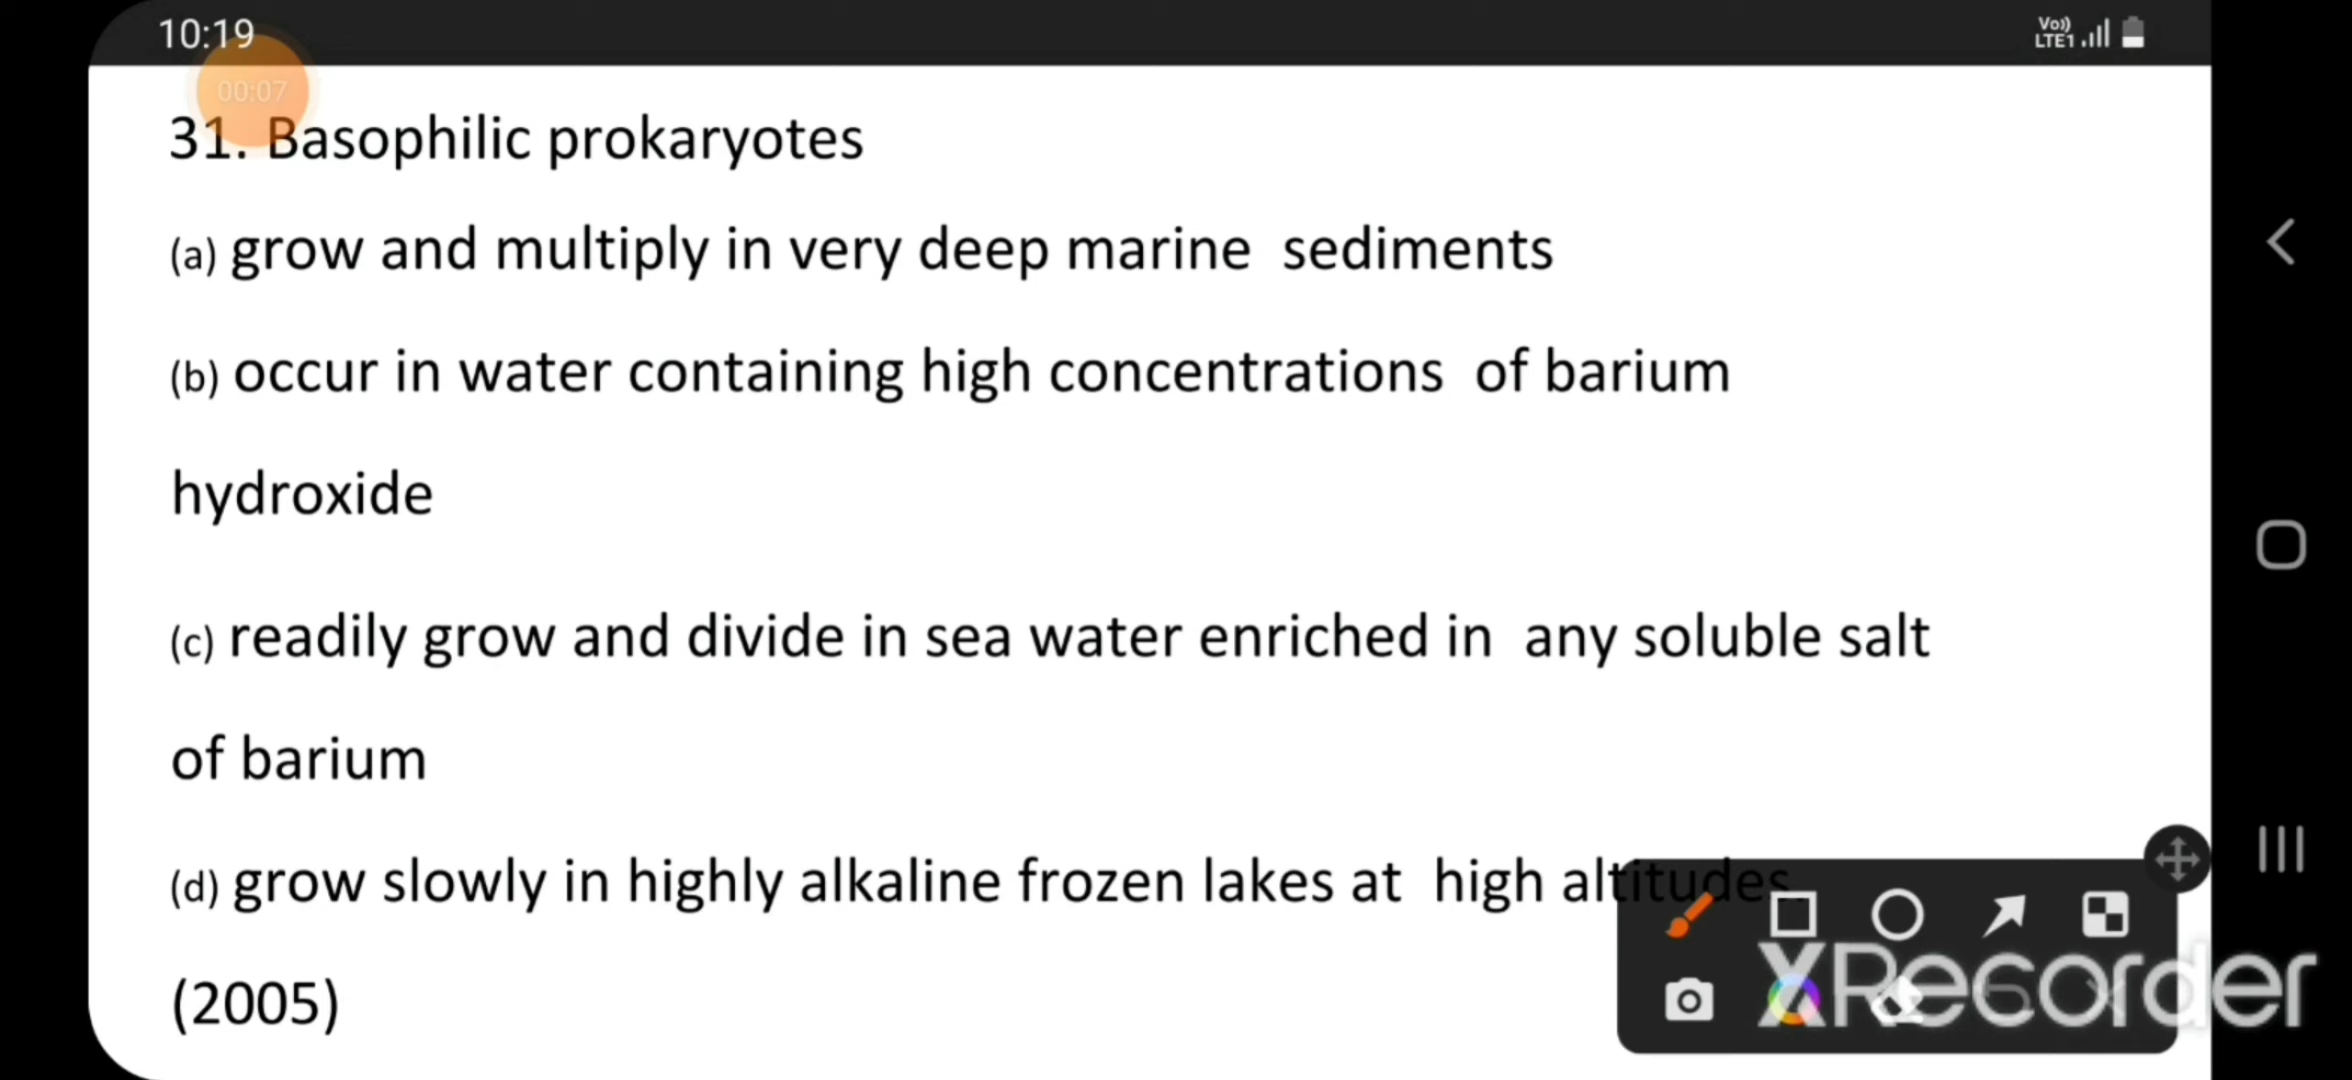 10:19
Vo))
LTE1
00:07
31. Basophilic prokaryotes
(a) grow and multiply in very deep marine sediments
(b) occur in water containing high concentrations of barium
hydroxide
(c) readily grow and divide in sea water enriched in any soluble salt
of barium
(d) grow slowly in highly alkaline frozen lakes at high altitudes.
(2005)
XRecorder